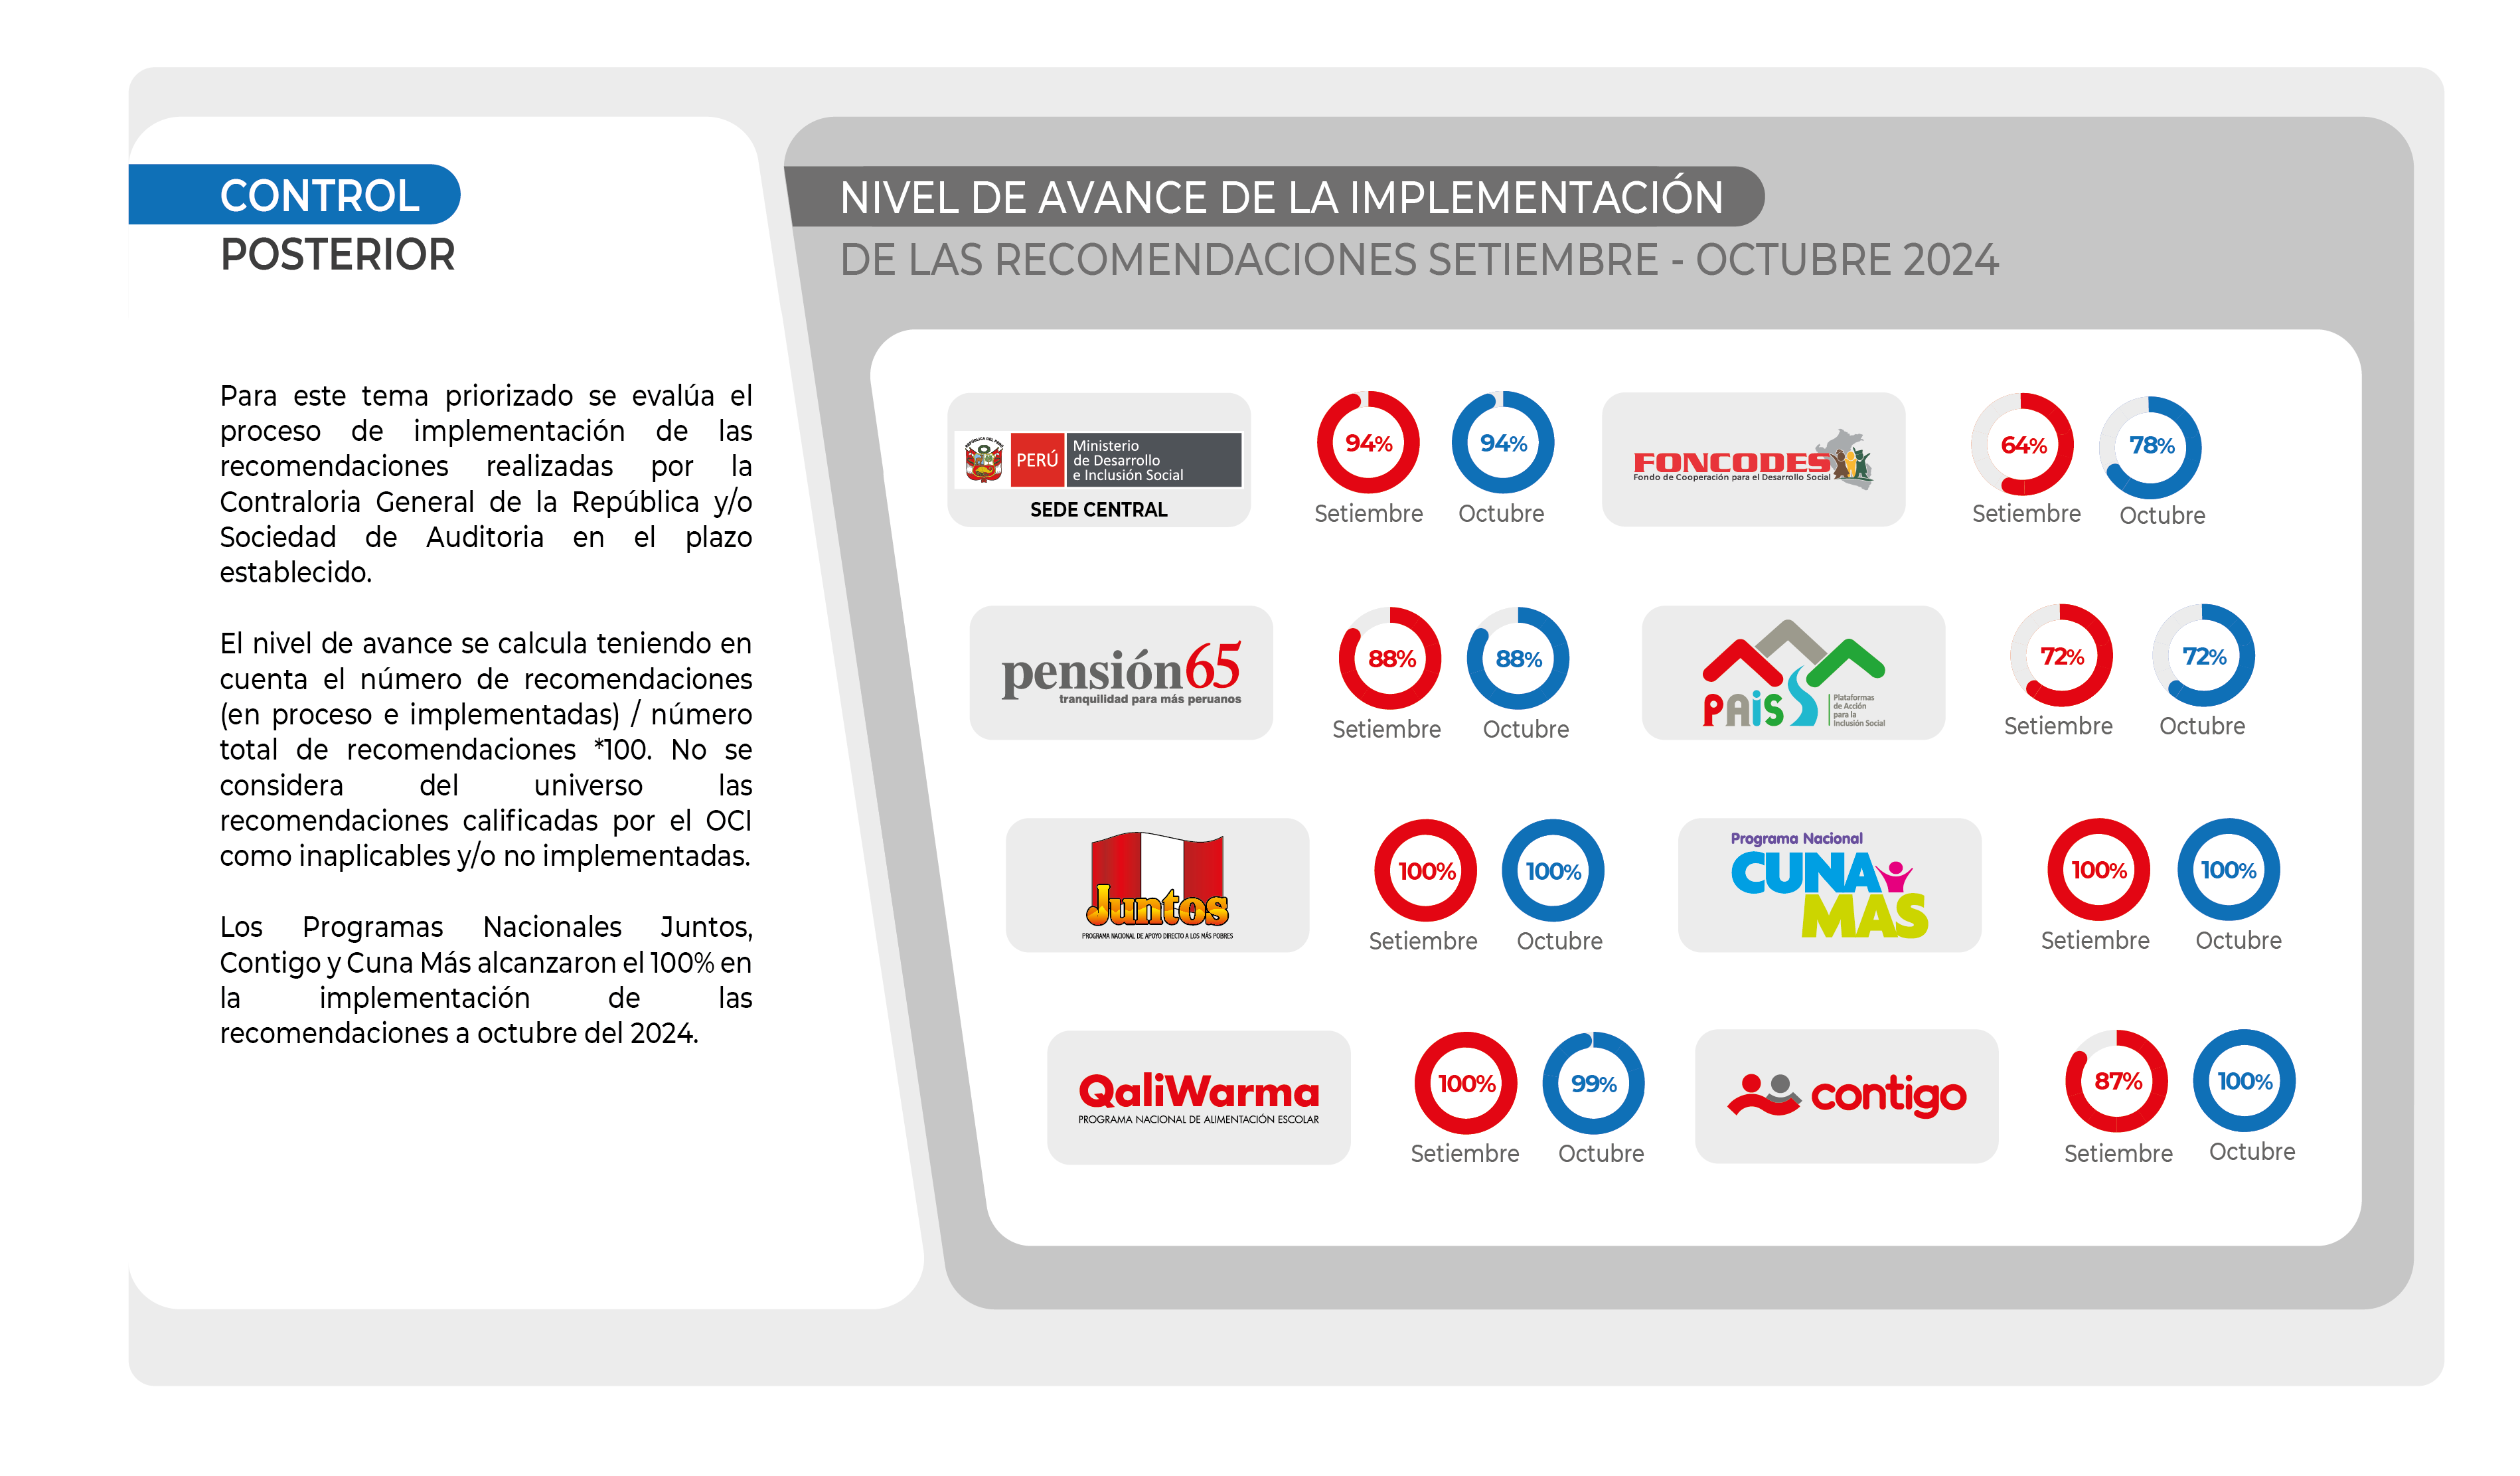 CONTROL
POSTERIOR
Para este tema priorizado se evalúa el
proceso de implementación de las
recomendaciones realizadas por la
Contraloria General de la República y/o
Sociedad de Auditoria en el plazo
establecido.
El nivel de avance se calcula teniendo en
cuenta el número de recomendaciones
(en proceso e implementadas) / número
total de recomendaciones *100. No se
considera del universo las
recomendaciones calificadas por el OCI
como inaplicables y/o no implementadas.
Los Programas Nacionales Juntos,
Contigo y Cuna Más alcanzaron el 100% en
la implementación de las
recomendaciones a octubre del 2024.
NIVEL DE AVANCE DE LA IMPLEMENTACIÓN
DE LAS RECOMENDACIONES SETIEMBRE - OCTUBRE 2024
REPÚBLICA DEL PERÚ
PERÚ
Ministerio
de Desarrollo
e Inclusión Social
SEDE CENTRAL
94%
Setiembre
94%
Octubre
FONCODES
Fondo de Cooperación para el Desarrollo Social
64%
Setiembre
78%
Octubre
pensión65
tranquilidad para más peruanos
88%
Setiembre
88%
Octubre
PAiS
Plataformas
de Acción
para la
Inclusión Social
72%
Setiembre
72%
Octubre
Juntos
PROGRAMA NACIONAL DE APOYO DIRECTO A LOS MÁS POBRES
100%
Setiembre
100%
Octubre
Programa Nacional
CUNA
MAS
100%
Setiembre
100%
Octubre
QaliWarma
PROGRAMA NACIONAL DE ALIMENTACIÓN ESCOLAR
100%
Setiembre
99%
Octubre
contigo
87%
Setiembre
100%
Octubre